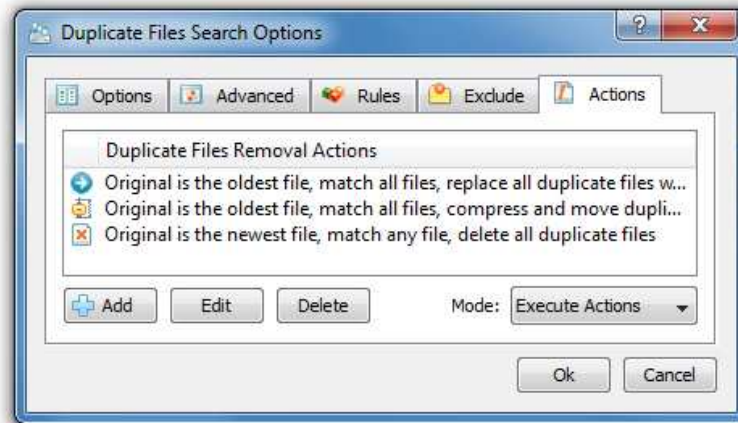 Duplicate Files Search Options
Options Advanced Rules Exclude Actions
Duplicate Files Removal Actions
Original is the oldest file, match all files, replace all duplicate files w...
Original is the oldest file, match all files, compress and move dupli...
Original is the newest file, match any file, delete all duplicate files
Add Edit Delete Mode: Execute Actions
Ok Cancel